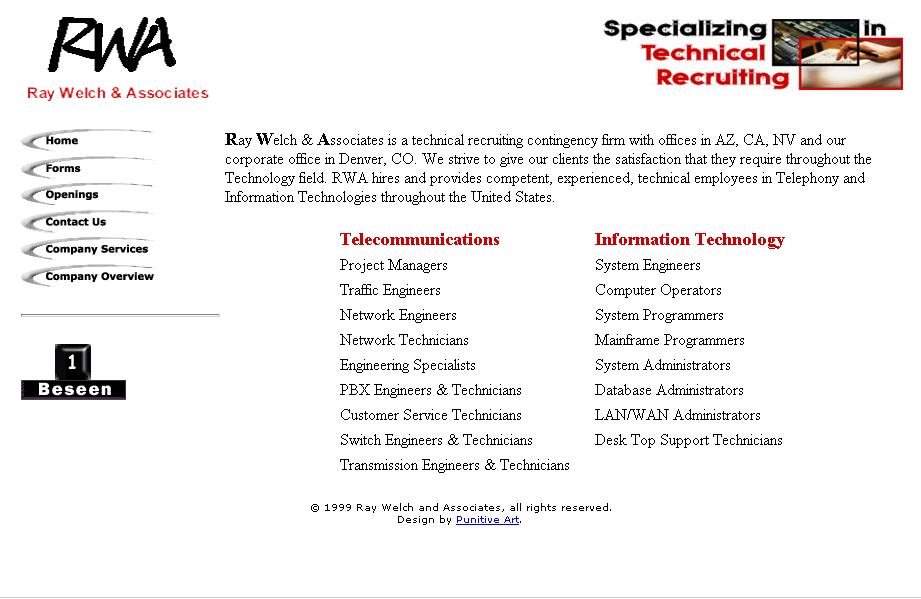 RWA
Ray Welch & Associates
Specializing in
Technical
Recruiting
Home
Forms
Openings
Contact Us
Company Services
Company Overview
1
Beseen
Ray Welch & Associates is a technical recruiting contingency firm with offices in AZ, CA, NV and our
corporate office in Denver, CO. We strive to give our clients the satisfaction that they require throughout the
Technology field. RWA hires and provides competent, experienced, technical employees in Telephony and
Information Technologies throughout the United States.
Telecommunications
Project Managers
Traffic Engineers
Network Engineers
Network Technicians
Engineering Specialists
PBX Engineers & Technicians
Customer Service Technicians
Switch Engineers & Technicians
Transmission Engineers & Technicians
Information Technology
System Engineers
Computer Operators
System Programmers
Mainframe Programmers
System Administrators
Database Administrators
LAN/WAN Administrators
Desk Top Support Technicians
© 1999 Ray Welch and Associates, all rights reserved.
Design by Punitive Art.